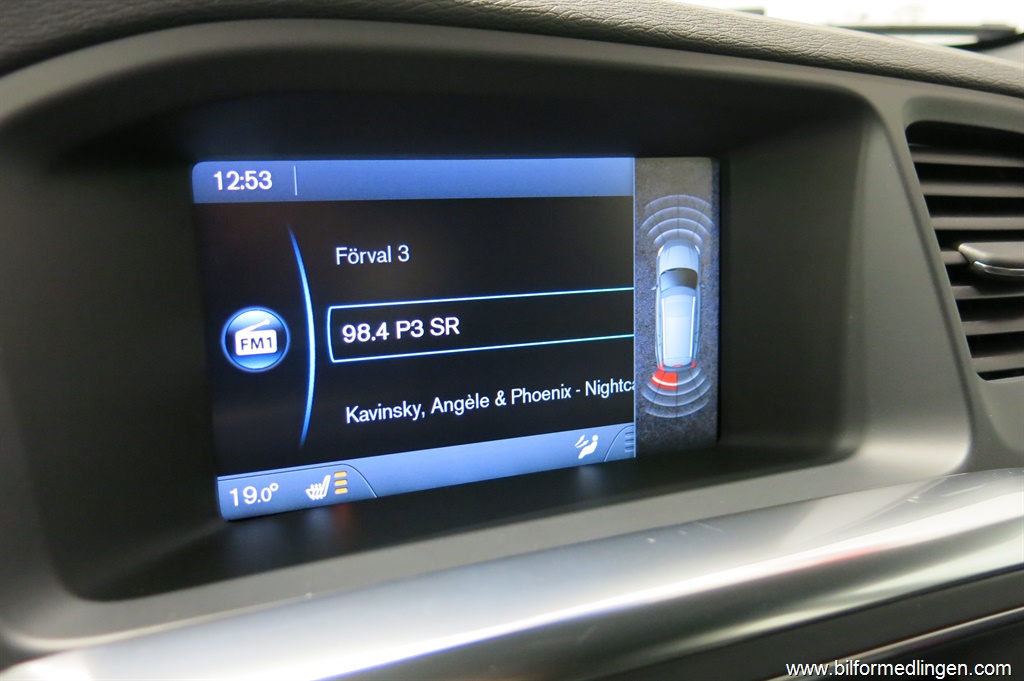 12:53
Förval 3
FM1
98.4 P3 SR
Kavinsky, Angèle & Phoenix - Nightca
19.0°
www.bilformedlingen.com